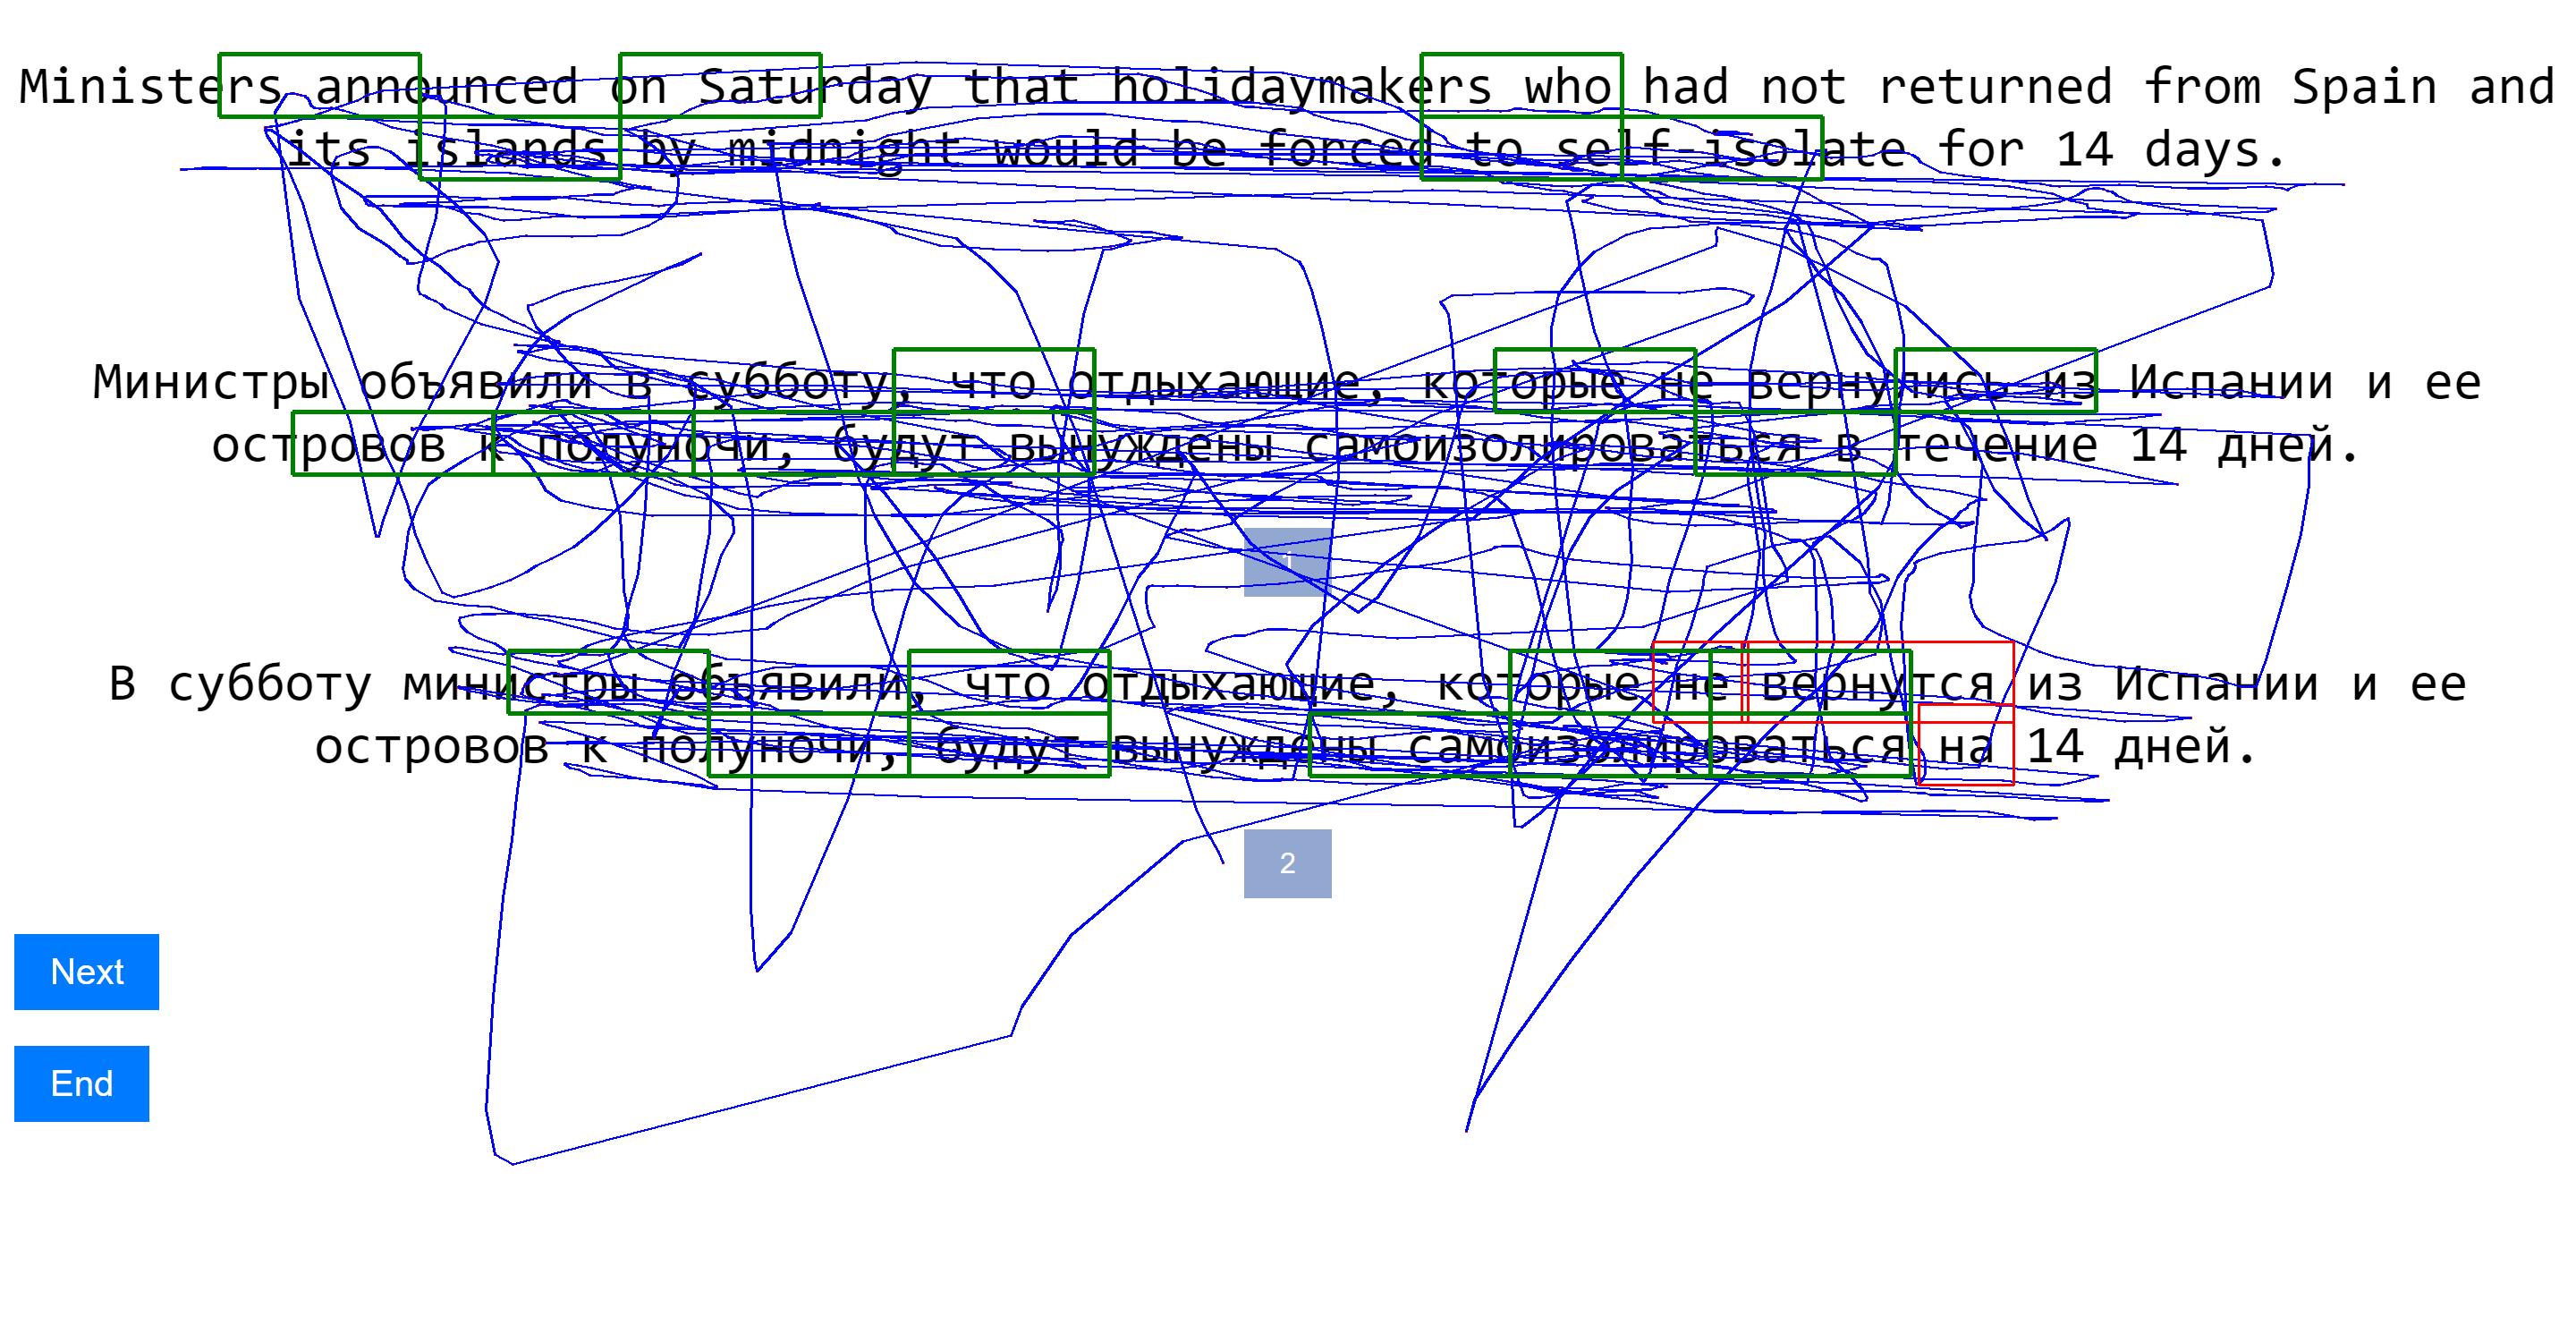 Ministers announced on Saturday that holidaymakers who had not returned from Spain and
its islands by midnight would be forced to self-isolate for 14 days.
Министры объявили в субботу, что отдыхающие, которые не вернулись из Испании и ее
островов к полуночи, будут вынуждены самоизолироваться в течение 14 дней.
1
В субботу министры объявили, что отдыхающие, которые не вернутся из Испании и ее
островов к полуночи, будут вынуждены самоизолироваться на 14 дней.
2
Next
End